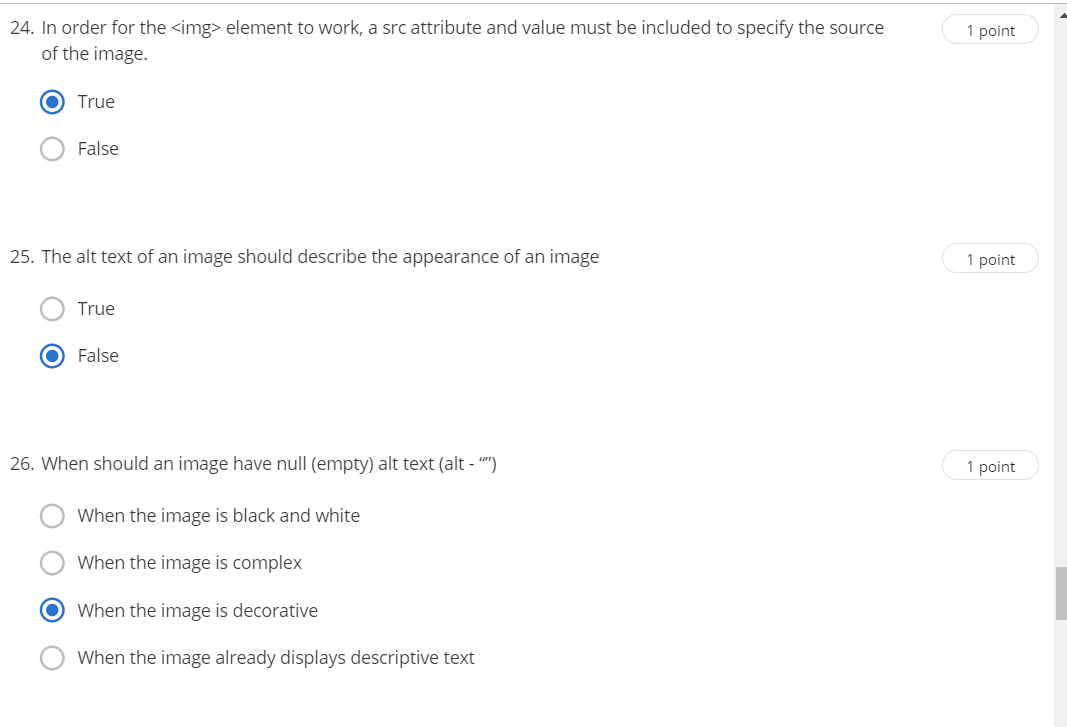 24. In order for the <img> element to work, a src attribute and value must be included to specify the source
1 point
of the image.
True
False
25. The alt text of an image should describe the appearance of an image
1 point
True
False
26. When should an image have null (empty) alt text (alt - “”)
1 point
When the image is black and white
When the image is complex
When the image is decorative
When the image already displays descriptive text